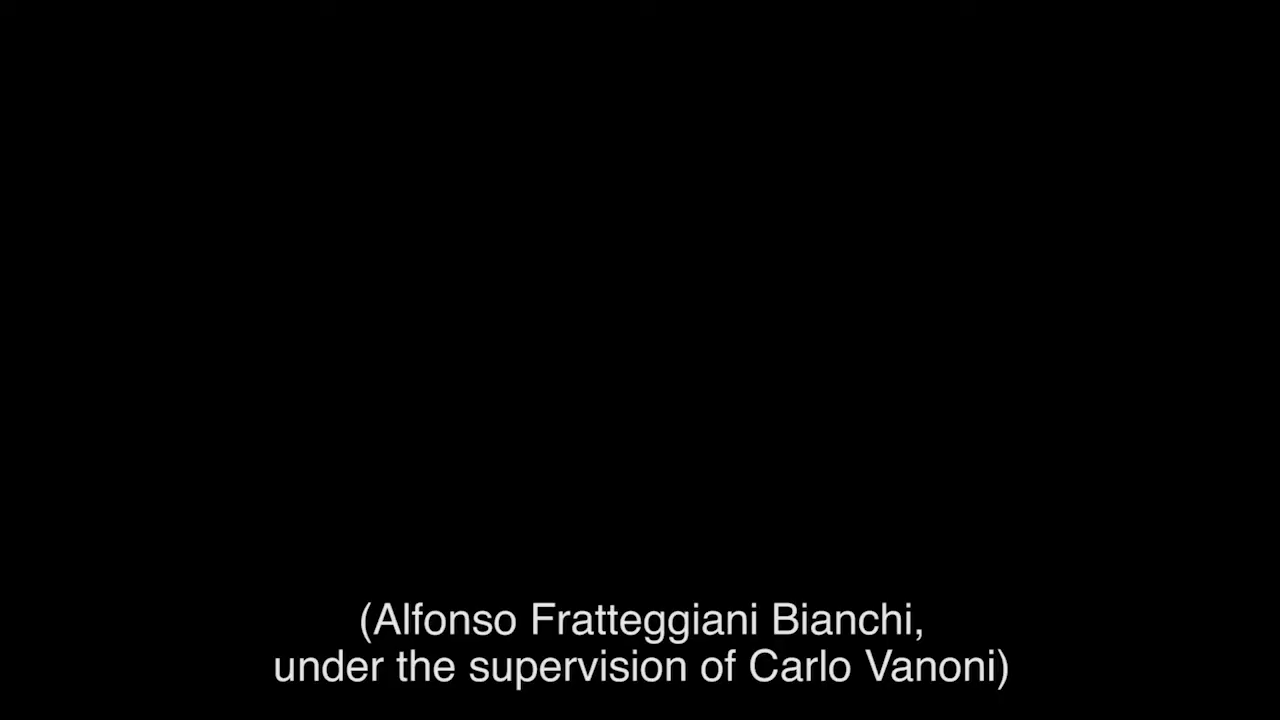 (Alfonso Fratteggiani Bianchi,
under the supervision of Carlo Vanoni)